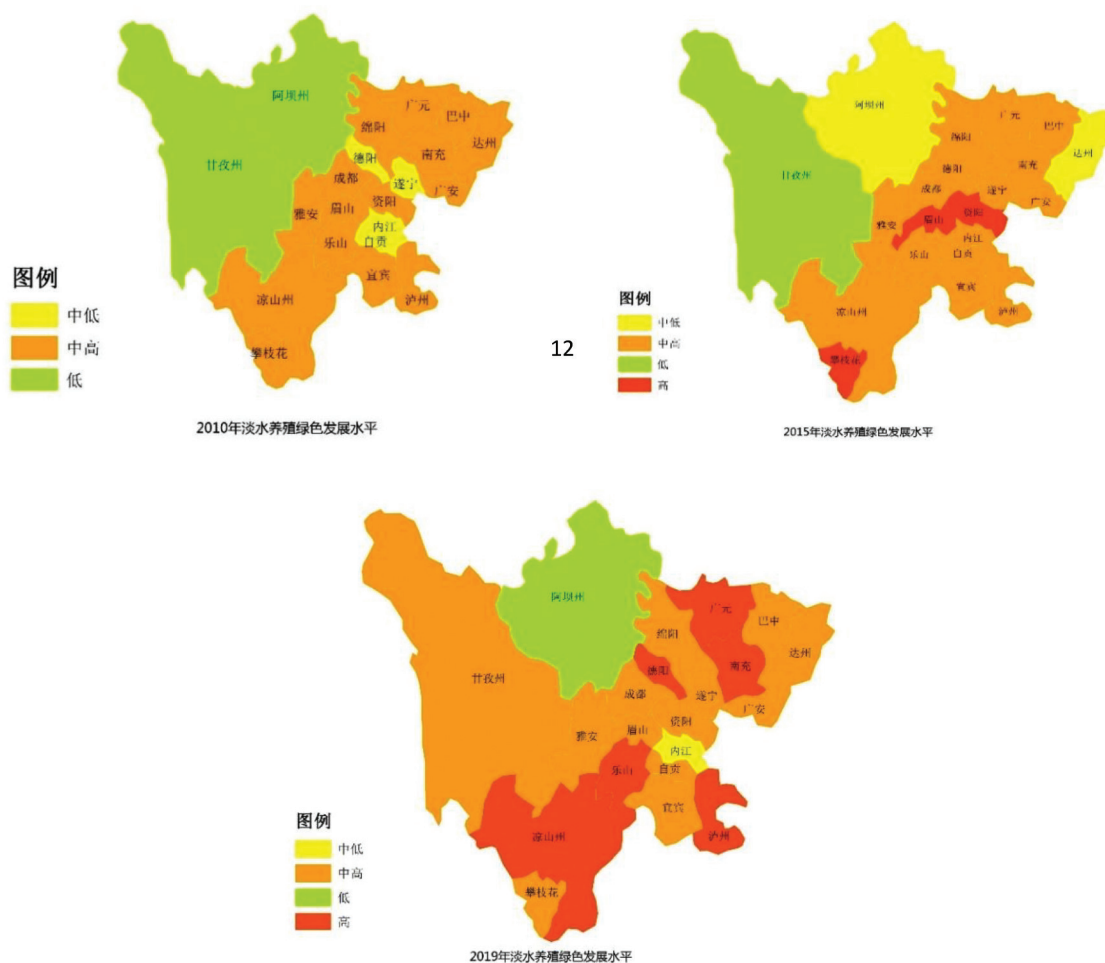 阿坝州
广元
巴中
绵阳
达州
德阳
南充
甘孜州
成都
遂宁
广安
雅安
眉山
资阳
内江
自贡
乐山
宜宾
凉山州
泸州
攀枝花
图例
中低
中高
低
2010年淡水养殖绿色发展水平
12
阿坝州
广元
巴中
绵阳
达州
德阳
南充
甘孜州
成都
遂宁
广安
雅安
眉山
资阳
内江
乐山
自贡
宜宾
凉山州
泸州
攀枝花
图例
中低
中高
低
高
2015年淡水养殖绿色发展水平
阿坝州
广元
巴中
绵阳
达州
德阳
南充
甘孜州
成都
遂宁
广安
资阳
雅安
眉山
内江
乐山
自贡
宜宾
凉山州
泸州
攀枝花
图例
中低
中高
低
高
2019年淡水养殖绿色发展水平